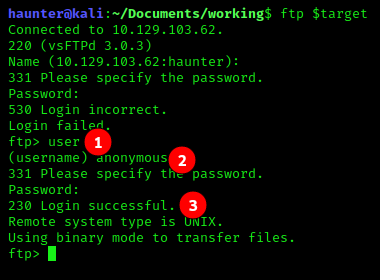 haunter@kali:~/Documents/working$ ftp $target
Connected to 10.129.103.62.
220 (vsFTPd 3.0.3)
Name (10.129.103.62:haunter):
331 Please specify the password.
Password:
530 Login incorrect.
Login failed.
ftp> user 1
(username) anonymous 2
331 Please specify the password.
Password:
230 Login successful. 3
Remote system type is UNIX.
Using binary mode to transfer files.
ftp>